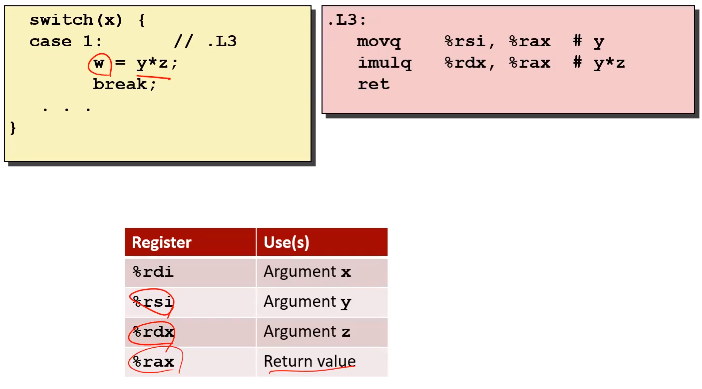 switch(x) {
case 1:        // .L3
w = y*z;
break;
. . .
}
.L3:
movq    %rsi, %rax  # y
imulq   %rdx, %rax  # y*z
ret
Register Use(s)
%rdi Argument x
%rsi Argument y
%rdx Argument z
%rax Return value